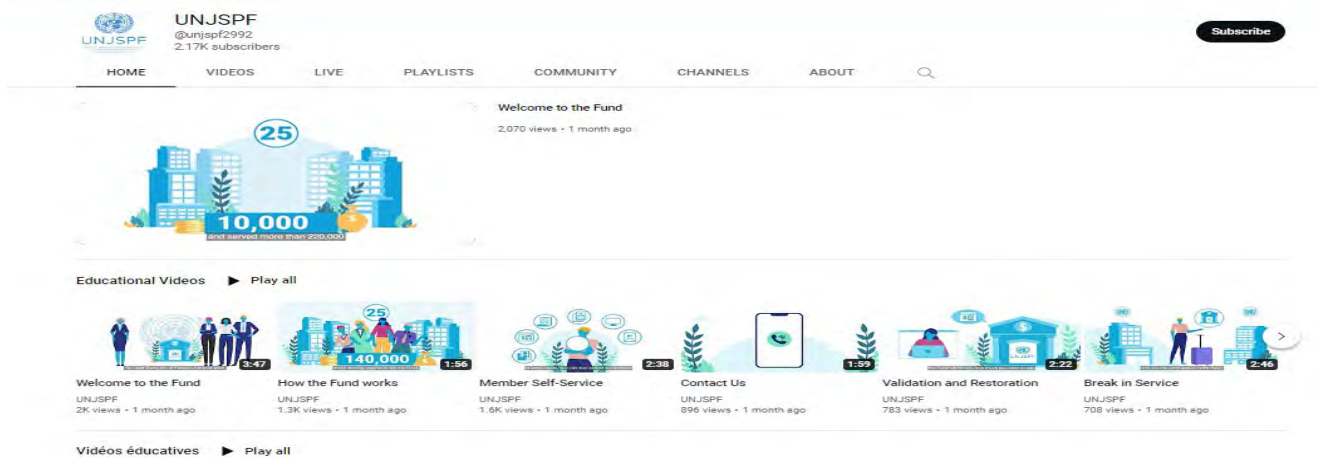 UNJSPF
UNJSPF
@unjspf2992
2.17K subscribers
Subscribe
HOME VIDEOS LIVE PLAYLISTS COMMUNITY CHANNELS ABOUT
Welcome to the Fund
2,070 views • 1 month ago
25
10,000
and served more than 220,000
Educational Videos ▶ Play all
3:47
25
140,000
1:56
2:38
1:59
UNJSPF
2:22
2:46
Welcome to the Fund
UNJSPF
2K views • 1 month ago
How the Fund works
UNJSPF
1.3K views • 1 month ago
Member Self-Service
UNJSPF
1.6K views • 1 month ago
Contact Us
UNJSPF
896 views • 1 month ago
Validation and Restoration
UNJSPF
783 views • 1 month ago
Break in Service
UNJSPF
708 views • 1 month ago
Vidéos éducatives ▶ Play all